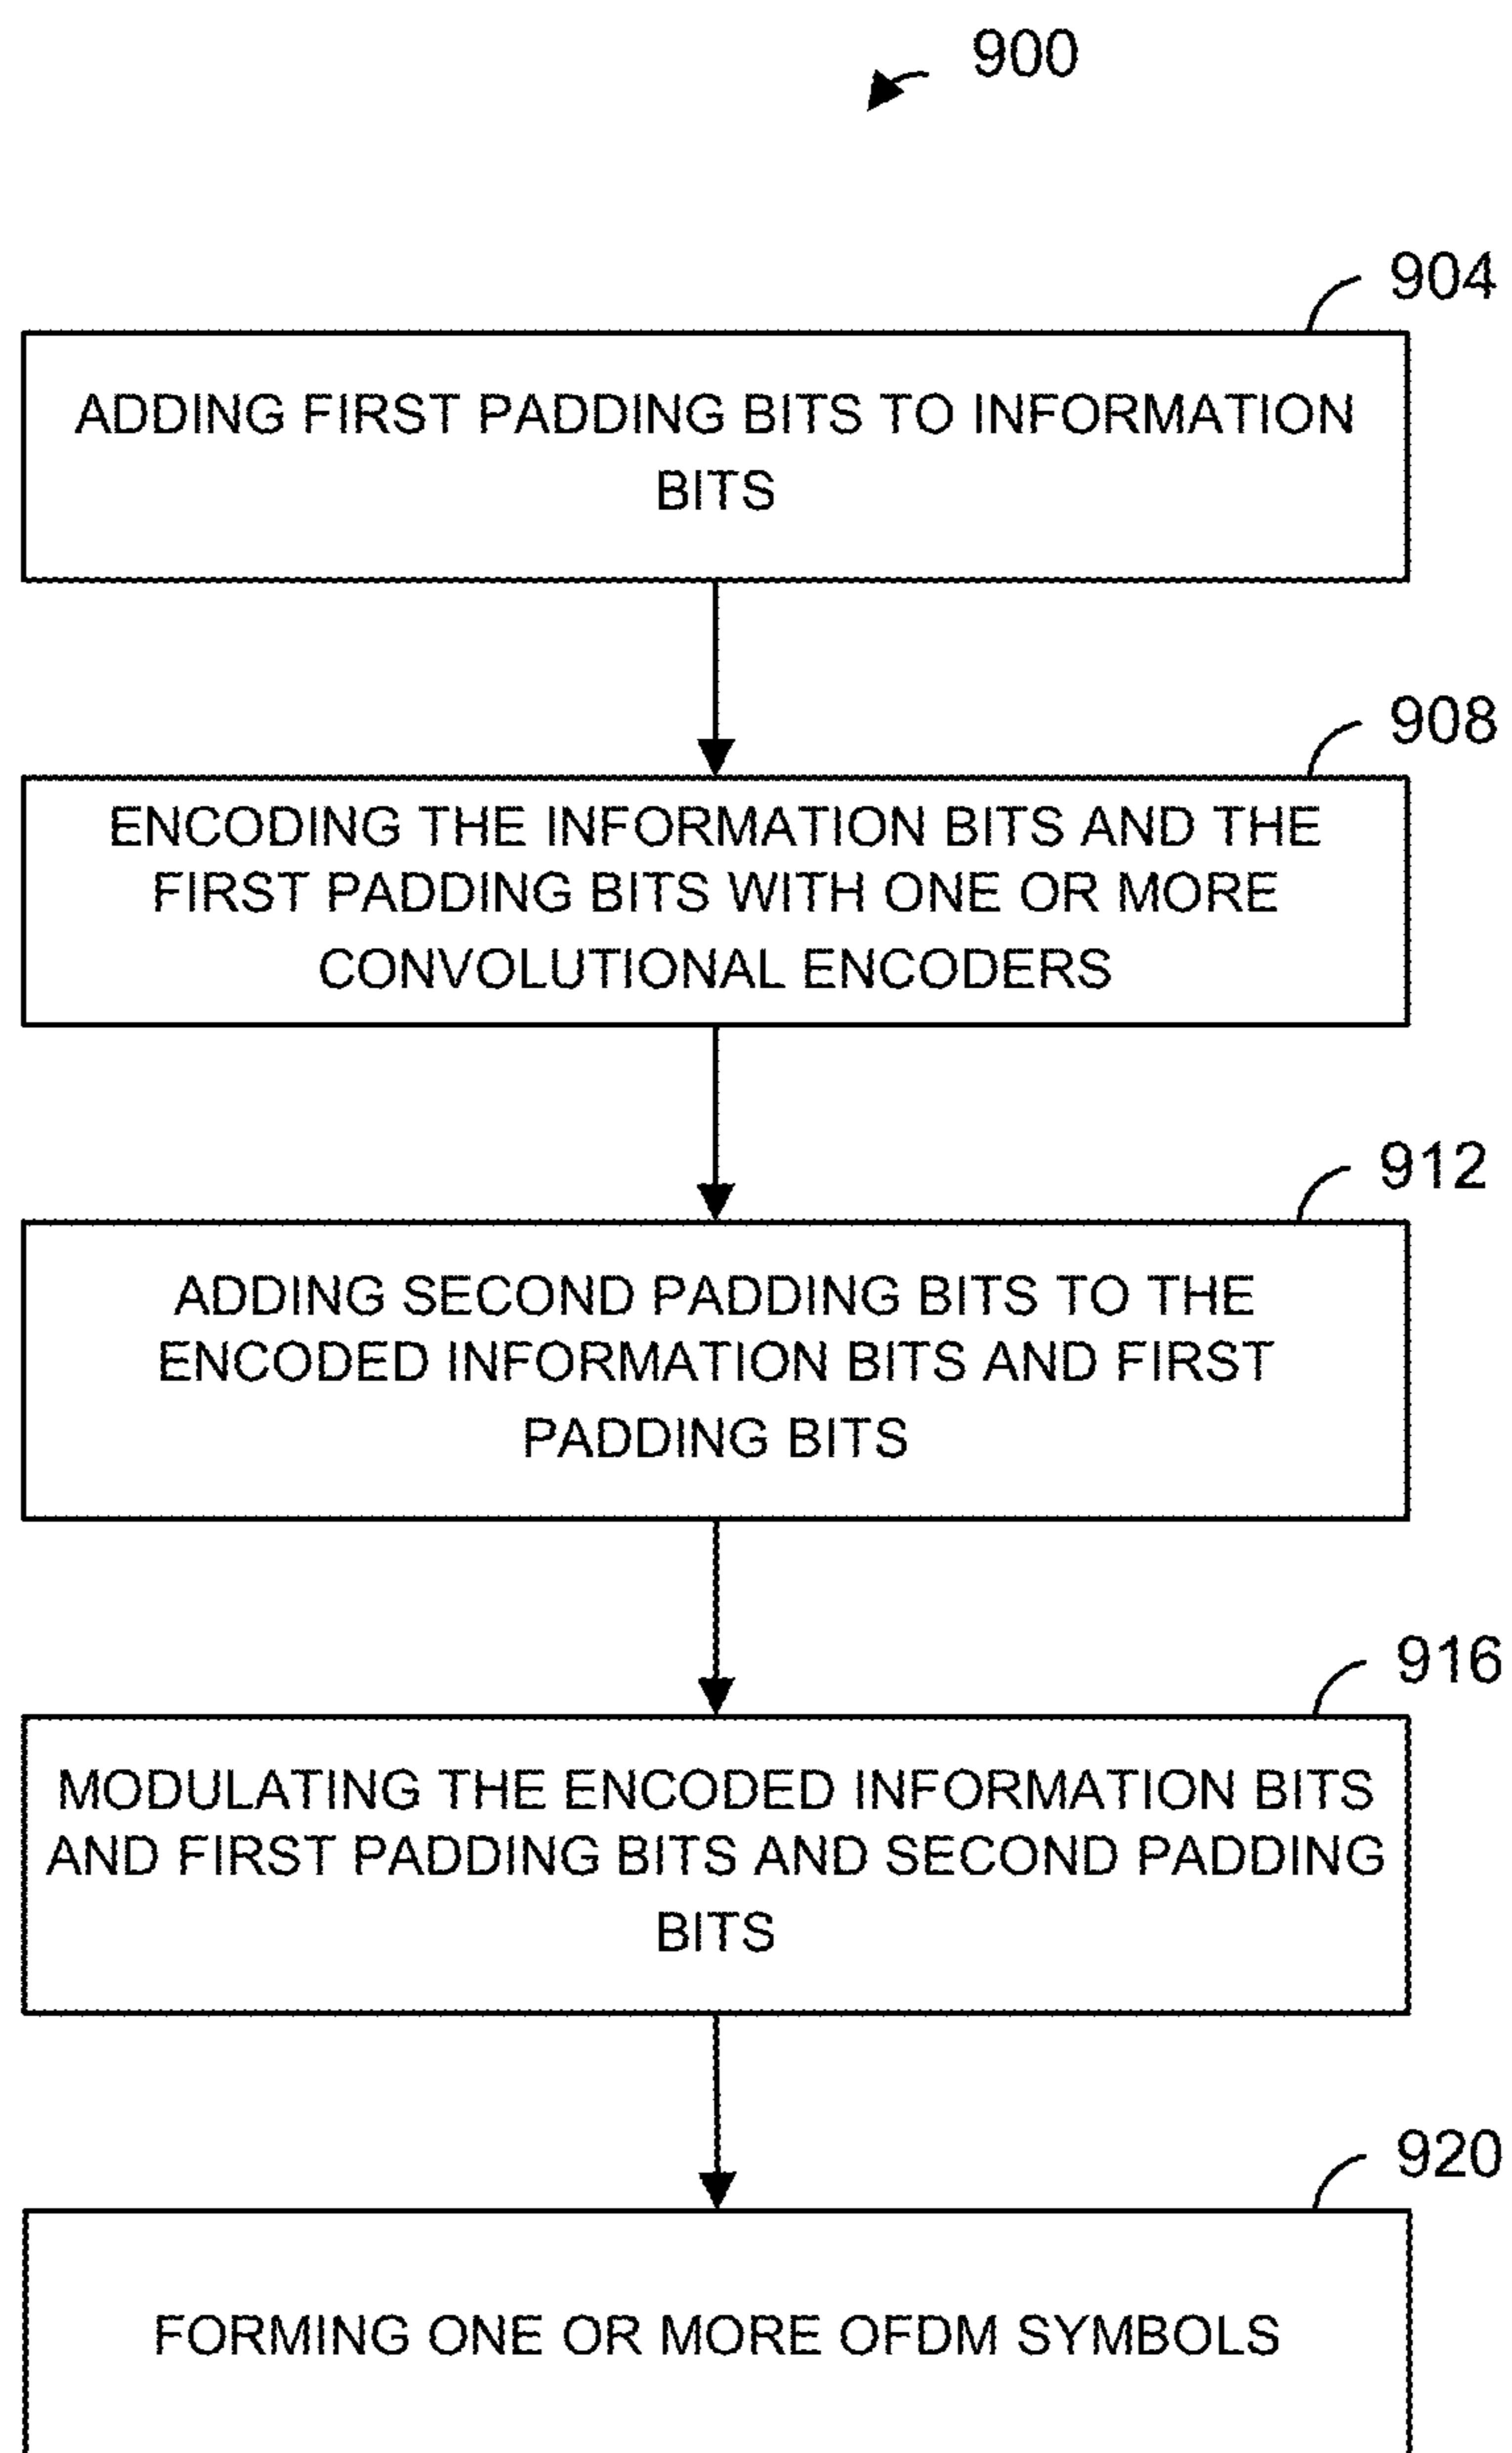 900
904
ADDING FIRST PADDING BITS TO INFORMATION
BITS
908
ENCODING THE INFORMATION BITS AND THE
FIRST PADDING BITS WITH ONE OR MORE
CONVOLUTIONAL ENCODERS
912
ADDING SECOND PADDING BITS TO THE
ENCODED INFORMATION BITS AND FIRST
PADDING BITS
916
MODULATING THE ENCODED INFORMATION BITS
AND FIRST PADDING BITS AND SECOND PADDING
BITS
920
FORMING ONE OR MORE OFDM SYMBOLS